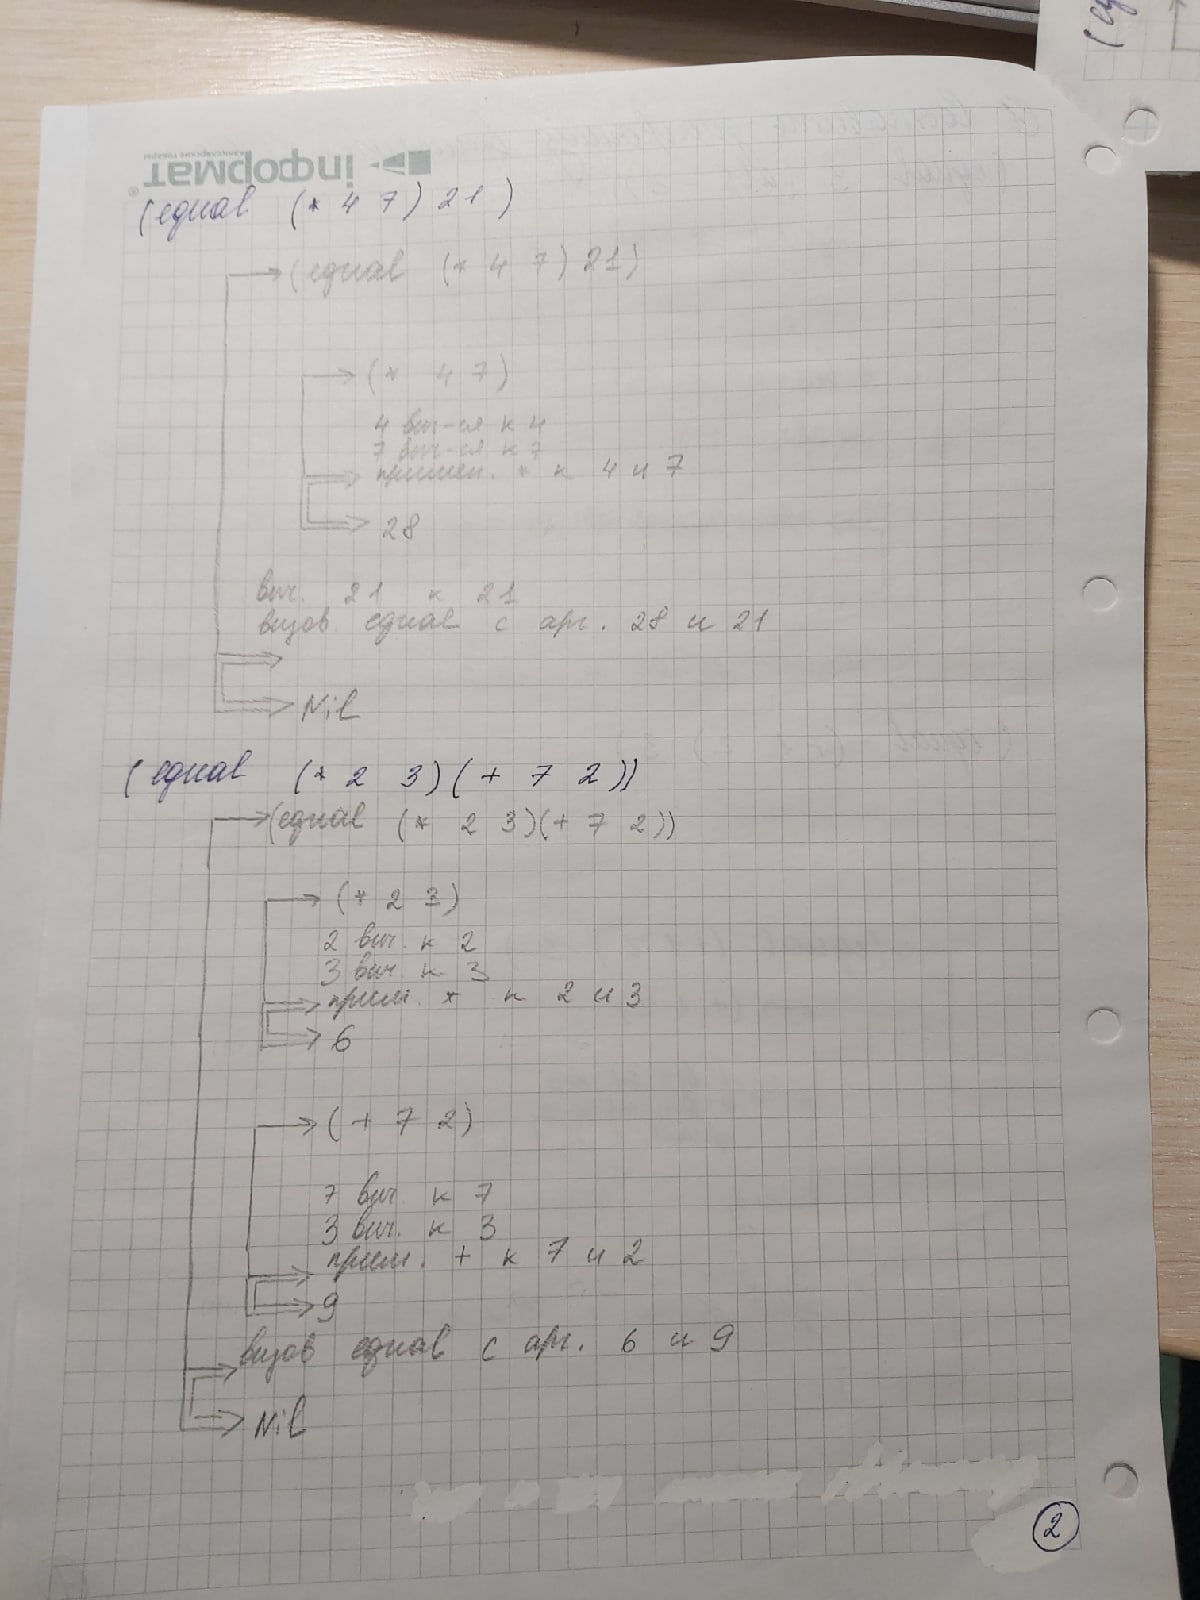 (equal (* 4 7) 21)
(equal (* 4 7) 21)
(* 4 7)
4 выч-ся к 4
7 выч-ся к 7
примен. * к 4 и 7
28
выч. 21 к 21
вызов equal с арг. 28 и 21
Nil
(equal (* 2 3)(+ 7 2))
(equal (* 2 3)(+ 7 2))
(* 2 3)
2 выч. к 2
3 выч. к 3
прим. * к 2 и 3
6
(+ 7 2)
7 выч. к 7
3 выч. к 3
прим. + к 7 и 2
9
вызов equal с арг. 6 и 9
Nil
2